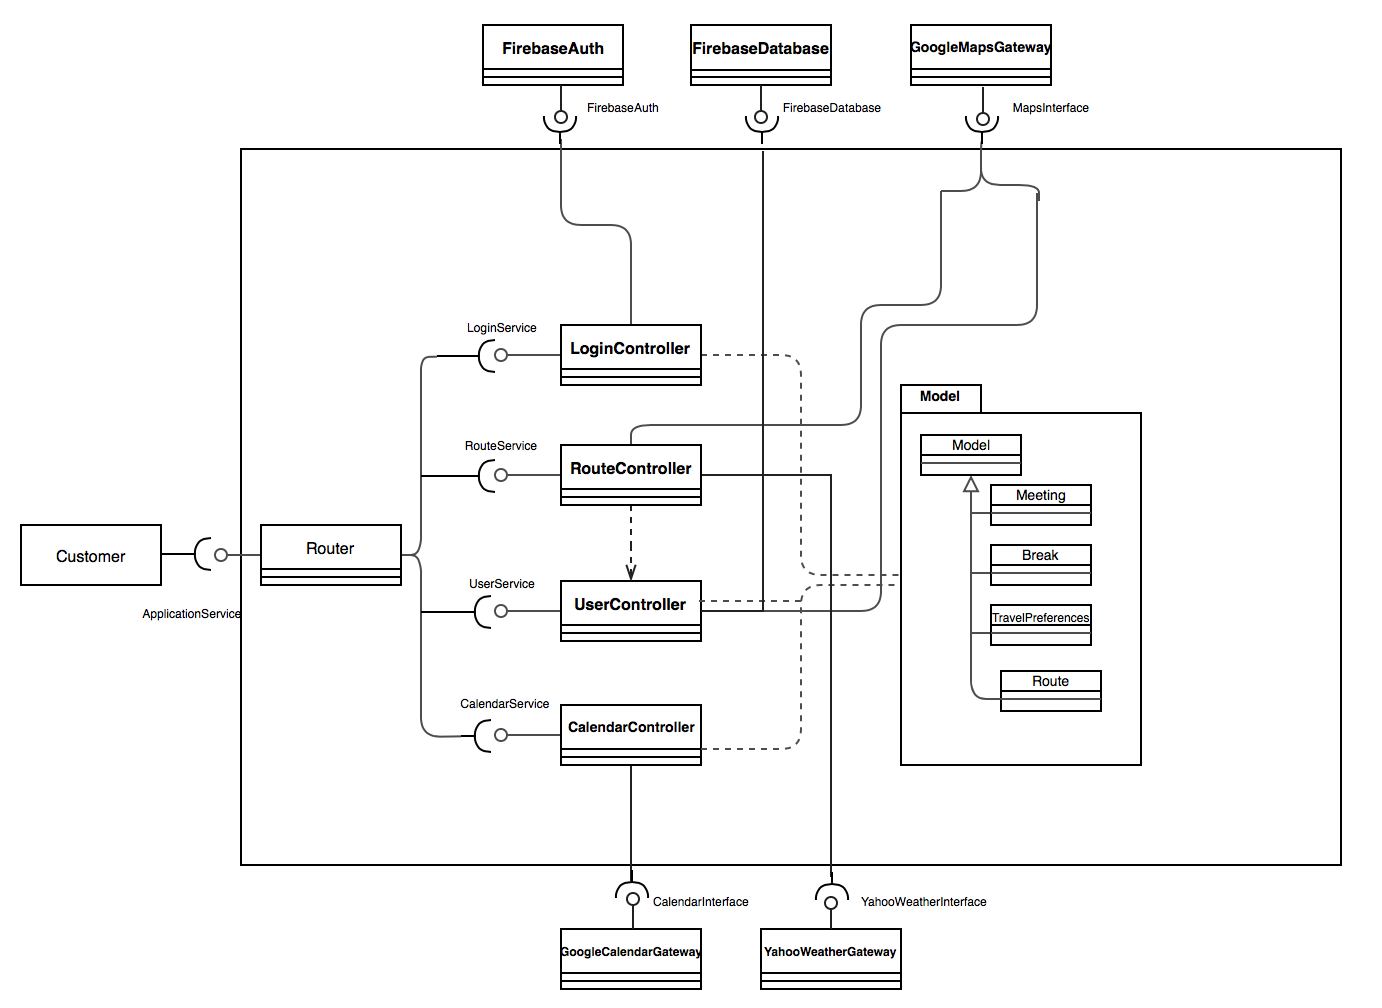 FirebaseAuth
FirebaseDatabase
GoogleMapsGateway
FirebaseAuth
FirebaseDatabase
MapsInterface
LoginService
LoginController
Model
RouteService
RouteController
Model
Meeting
Customer
Router
Break
UserService
UserController
ApplicationService
TravelPreferences
Route
CalendarService
CalendarController
CalendarInterface
YahooWeatherInterface
GoogleCalendarGateway
YahooWeatherGateway